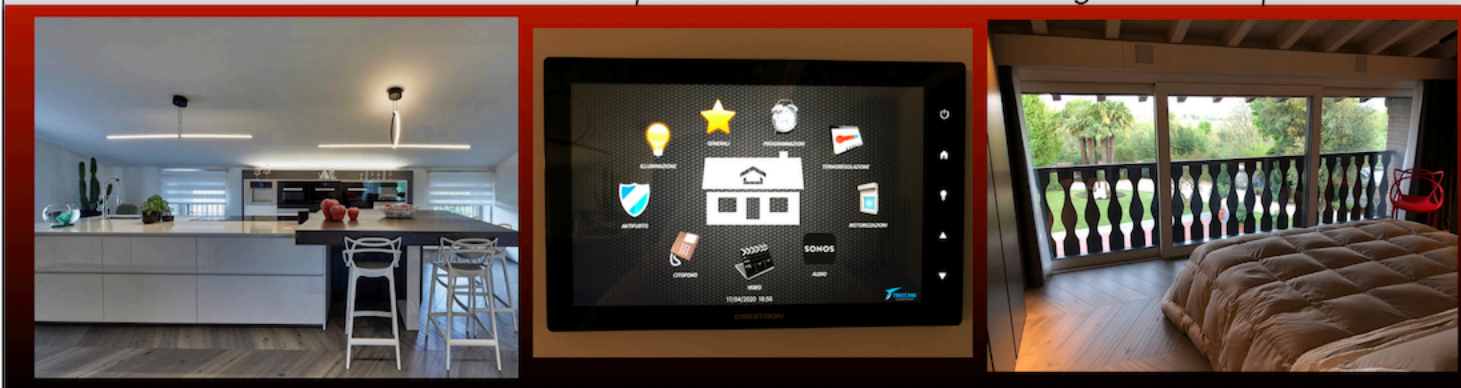 GENERALI
PROGRAMMAZIONI
ILLUMINAZIONE
TERMOREGOLAZIONE
ANTIFURTO
MOTORIZZAZIONI
SONOS
CITOFONO
VIDEO
AUDIO
17/04/2020 18:56
CRESTRON